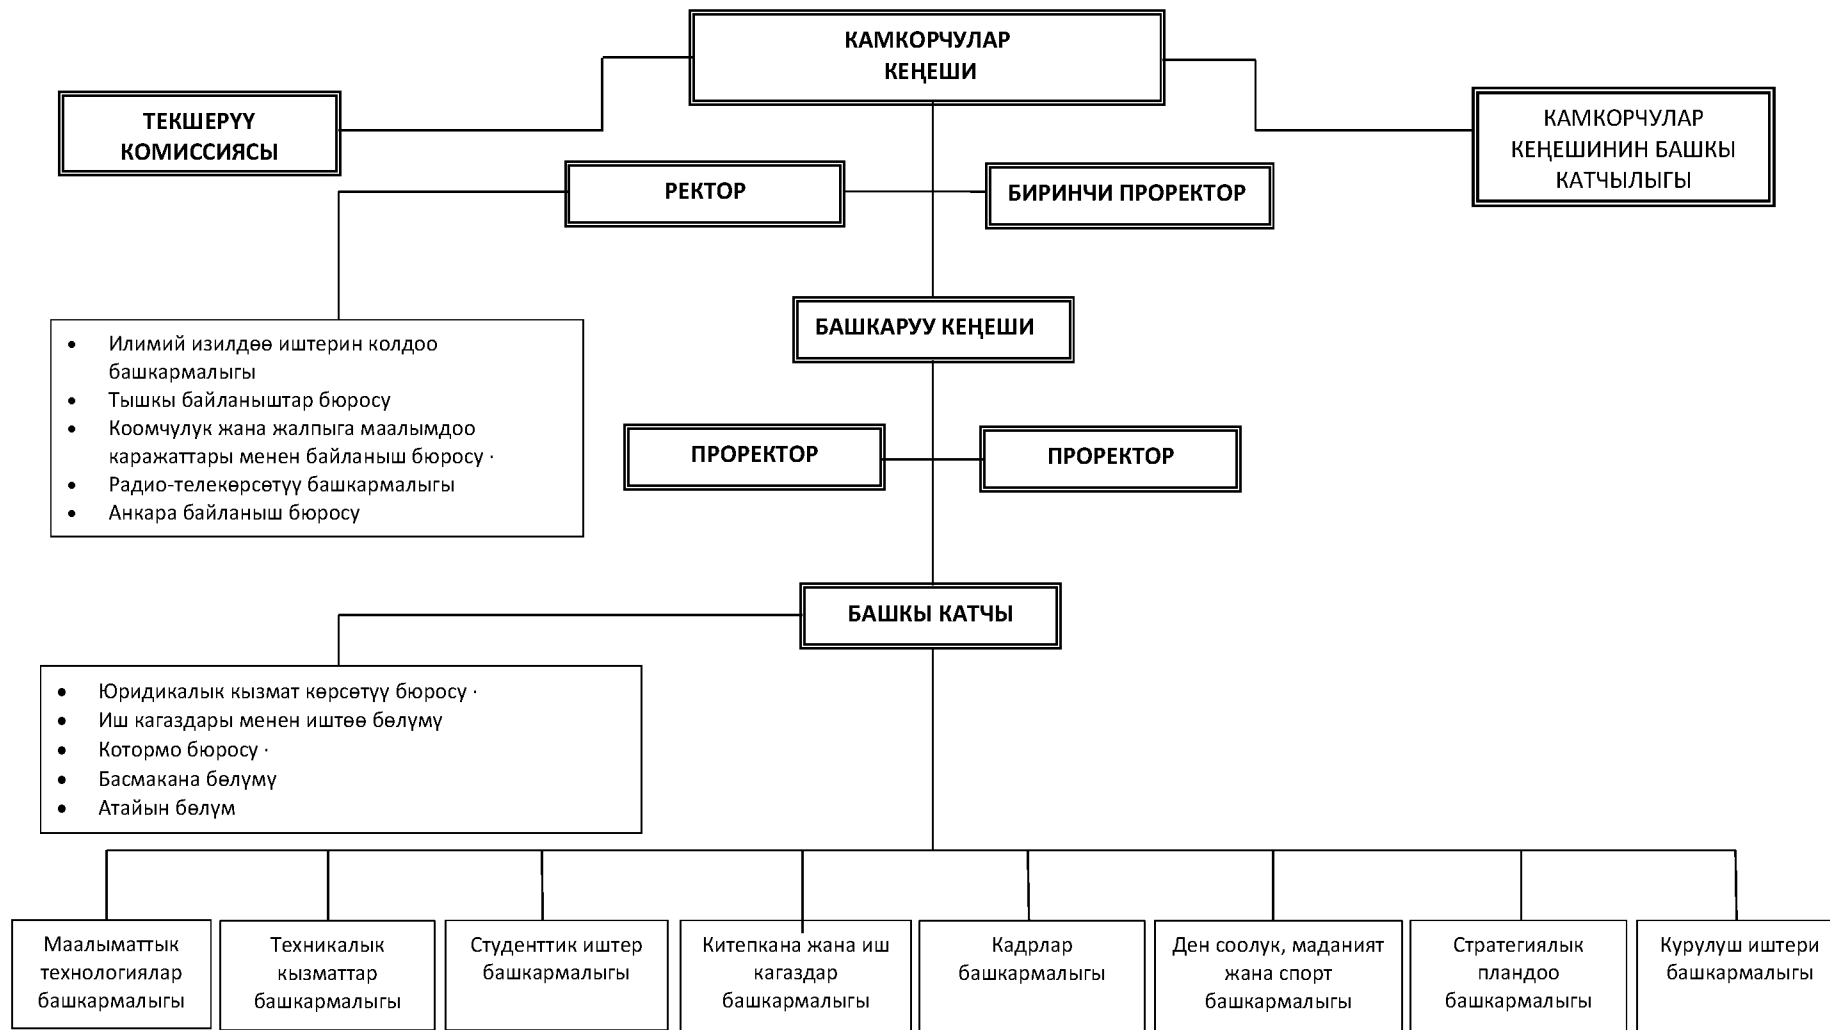 КАМКОРЧУЛАР
КЕҢЕШИ
ТЕКШЕРҮҮ
КОМИССИЯСЫ
КАМКОРЧУЛАР
КЕҢЕШИНИН БАШКЫ
КАТЧЫЛЫГЫ
РЕКТОР
БИРИНЧИ ПРОРЕКТОР
БАШКАРУУ КЕҢЕШИ
• Илимий изилдөө иштерин колдоо
башкармалыгы
• Тышкы байланыштар бюросу
• Коомчулук жана жалпыга маалымдоо
каражаттары менен байланыш бюросу ·
• Радио-телекөрсөтүү башкармалыгы
• Анкара байланыш бюросу
ПРОРЕКТОР
ПРОРЕКТОР
БАШКЫ КАТЧЫ
• Юридикалык кызмат көрсөтүү бюросу ·
• Иш кагаздары менен иштөө бөлүмү
• Котормо бюросу ·
• Басмакана бөлүмү
• Атайын бөлүм
Маалыматтык
технологиялар
башкармалыгы
Техникалык
кызматтар
башкармалыгы
Студенттик иштер
башкармалыгы
Китепкана жана иш
кагаздар
башкармалыгы
Кадрлар
башкармалыгы
Ден соолук, маданият
жана спорт
башкармалыгы
Стратегиялык
пландоо
башкармалыгы
Курулуш иштери
башкармалыгы